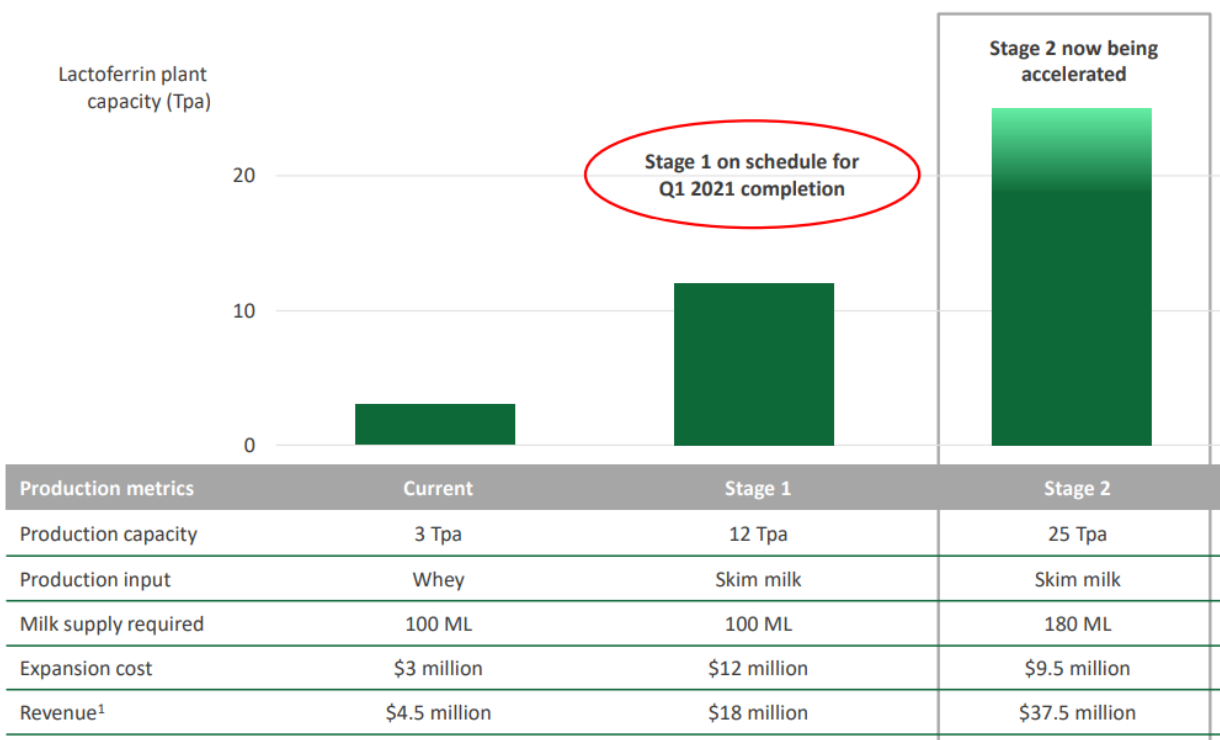 Lactoferrin plant
capacity (Tpa)
Stage 2 now being
accelerated
Stage 1 on schedule for
Q1 2021 completion
20
10
0
Production metrics Current Stage 1 Stage 2
Production capacity 3 Tpa 12 Tpa 25 Tpa
Production input Whey Skim milk Skim milk
Milk supply required 100 ML 100 ML 180 ML
Expansion cost $3 million $12 million $9.5 million
Revenue¹ $4.5 million $18 million $37.5 million